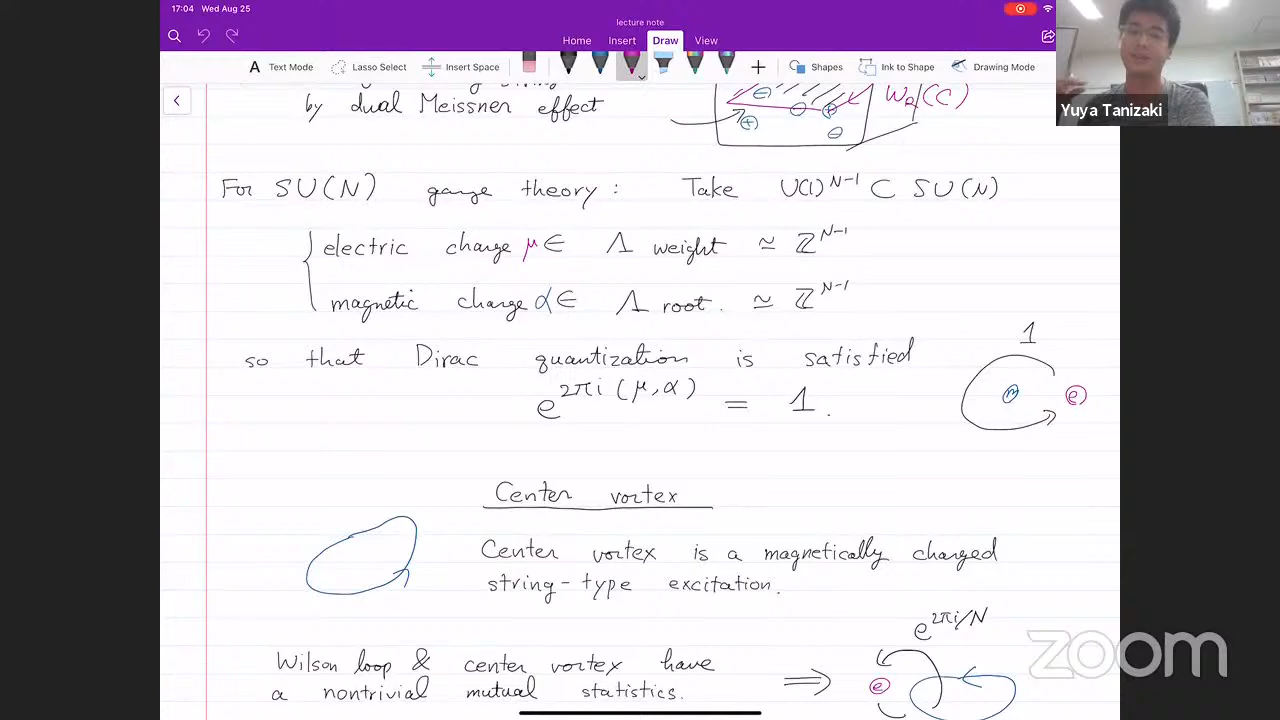 17:04 Wed Aug 25
lecture note
Home Insert Draw View
Text Mode Lasso Select Insert Space + Shapes Ink to Shape Drawing Mode
Yuya Tanizaki
by dual Meissner effect
W_R(C)
For SU(N) gauge theory : Take U(1)^{N-1} ⊂ SU(N)
electric charge μ ∈ Λ weight ≃ ℤ^{N-1}
magnetic charge α ∈ Λ root. ≃ ℤ^{N-1}
so that Dirac quantization is satisfied
e^{2πi (μ,α)} = 1.
1
m e
Center vortex
Center vortex is a magnetically charged
string-type excitation.
e^{2πi/N}
Wilson loop & center vortex have
a nontrivial mutual statistics. ⟹
e
zoom